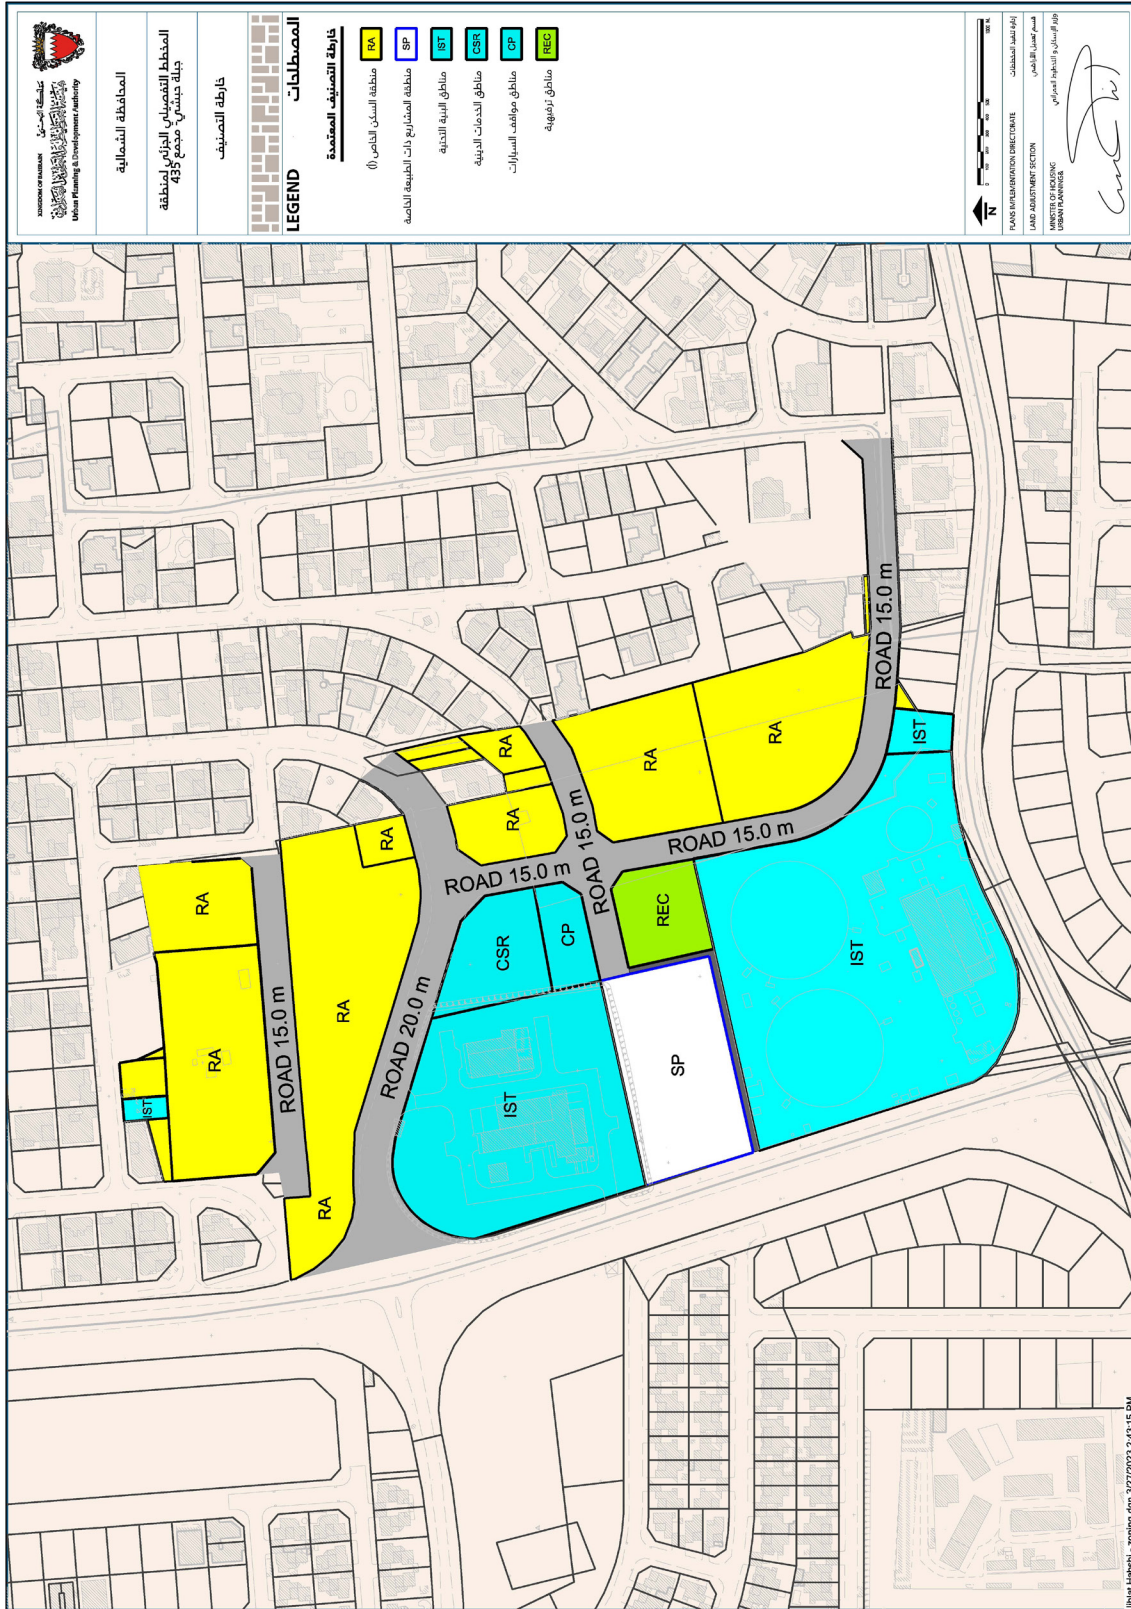 KINGDOM OF BAHRAIN
Urban Planning & Development Authority
المحافظة الشمالية
المخطط التفصيلي الجزئي لمنطقة
جبلة حبشي - مجمع 435
خارطة التصنيف
LEGEND المصطلحات
خارطة التصنيف المعتمدة
RA منطقة السكن الخاص (أ)
SP منطقة المشاريع ذات الطبيعة الخاصة
IST مناطق البنية التحتية
CSR مناطق الخدمات الدينية
CP مناطق مواقف السيارات
REC مناطق ترفيهية
N
PLANS IMPLEMENTATION DIRECTORATE إدارة تنفيذ المخططات
LAND ADJUSTMENT SECTION قسم تعديل الأراضي
MINISTER OF HOUSING
URBAN PLANNING&
وزير الإسكان و التخطيط العمراني
RA
RA
IST
ROAD 15.0 m
RA
RA
RA
ROAD 20.0 m
RA
RA
ROAD 15.0 m
ROAD 15.0 m
CSR
CP
IST
RA
RA
ROAD 15.0 m
ROAD 15.0 m
REC
SP
IST
IST